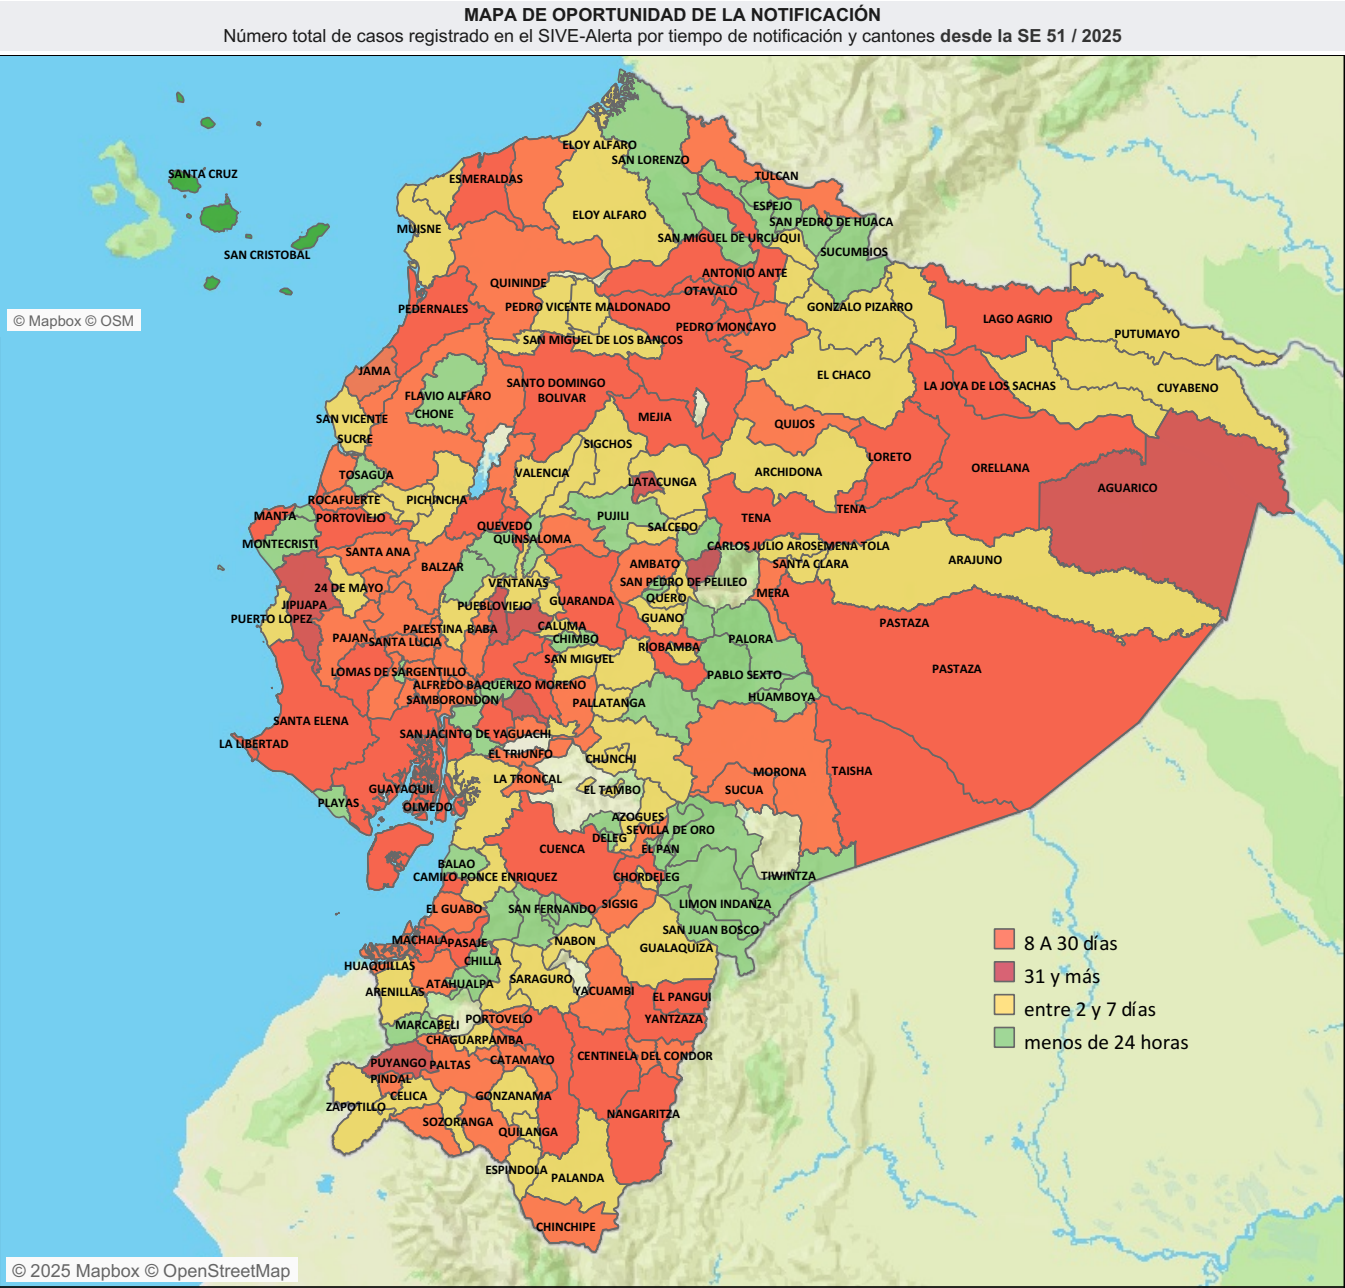 MAPA DE OPORTUNIDAD DE LA NOTIFICACIÓN
Número total de casos registrado en el SIVE-Alerta por tiempo de notificación y cantones desde la SE 51 / 2025
ELOY ALFARO
SAN LORENZO
SANTA CRUZ
ESMERALDAS
TULCAN
ESPEJO
ELOY ALFARO
SAN PEDRO DE HUACA
MUISNE
SAN MIGUEL DE URCUQUI
SUCUMBIOS
SAN CRISTOBAL
ANTONIO ANTE
QUININDE
OTAVALO
PEDERNALES
PEDRO VICENTE MALDONADO
GONZALO PIZARRO
© Mapbox © OSM
LAGO AGRIO
PEDRO MONCAYO
PUTUMAYO
SAN MIGUEL DE LOS BANCOS
JAMA
EL CHACO
SANTO DOMINGO
LA JOYA DE LOS SACHAS
CUYABENO
FLAVIO ALFARO
BOLIVAR
CHONE
SAN VICENTE
MEJIA
QUIJOS
SUCRE
SIGCHOS
LORETO
TOSAGUA
VALENCIA
ARCHIDONA
ORELLANA
LATACUNGA
AGUARICO
ROCAFUERTE
PICHINCHA
TENA
MANTA
PORTOVIEJO
PUJILI
TENA
QUEVEDO
SALCEDO
MONTECRISTI
QUINSALOMA
CARLOS JULIO AROSEMENA TOLA
SANTA ANA
ARAJUNO
BALZAR
AMBATO
SANTA CLARA
24 DE MAYO
VENTANAS
SAN PEDRO DE PELILEO
MERA
JIPIJAPA
PUEBLOVIEJO
GUARANDA
QUERO
PUERTO LOPEZ
GUANO
PASTAZA
PALESTINA
BABA
CALUMA
PAJAN
SANTA LUCIA
CHIMBO
PALORA
RIOBAMBA
SAN MIGUEL
PASTAZA
LOMAS DE SARGENTILLO
PABLO SEXTO
ALFREDO BAQUERIZO MORENO
HUAMBOYA
SAMBORONDON
PALLATANGA
SANTA ELENA
SAN JACINTO DE YAGUACHI
LA LIBERTAD
EL TRIUNFO
CHUNCHI
MORONA
TAISHA
LA TRONCAL
GUAYAQUIL
EL TAMBO
SUCUA
PLAYAS
OLMEDO
AZOGUES
SEVILLA DE ORO
DELEG
CUENCA
EL PAN
BALAO
CAMILO PONCE ENRIQUEZ
CHORDELEG
TIWINTZA
EL GUABO
SAN FERNANDO
SIGSIG
LIMON INDANZA
SAN JUAN BOSCO
MACHALA
PASAJE
NABON
GUALAQUIZA
8 A 30 días
HUAQUILLAS
CHILLA
31 y más
ARENILLAS
ATAHUALPA
SARAGURO
YACUAMBI
EL PANGUI
entre 2 y 7 días
MARCABELI
PORTOVELO
YANTZAZA
menos de 24 horas
CHAGUARPAMBA
PUYANGO
PALTAS
CATAMAYO
CENTINELA DEL CONDOR
PINDAL
CELICA
GONZANAMA
ZAPOTILLO
NANGARITZA
SOZORANGA
QUILANGA
ESPINDOLA
PALANDA
CHINCHIPE
© 2025 Mapbox © OpenStreetMap